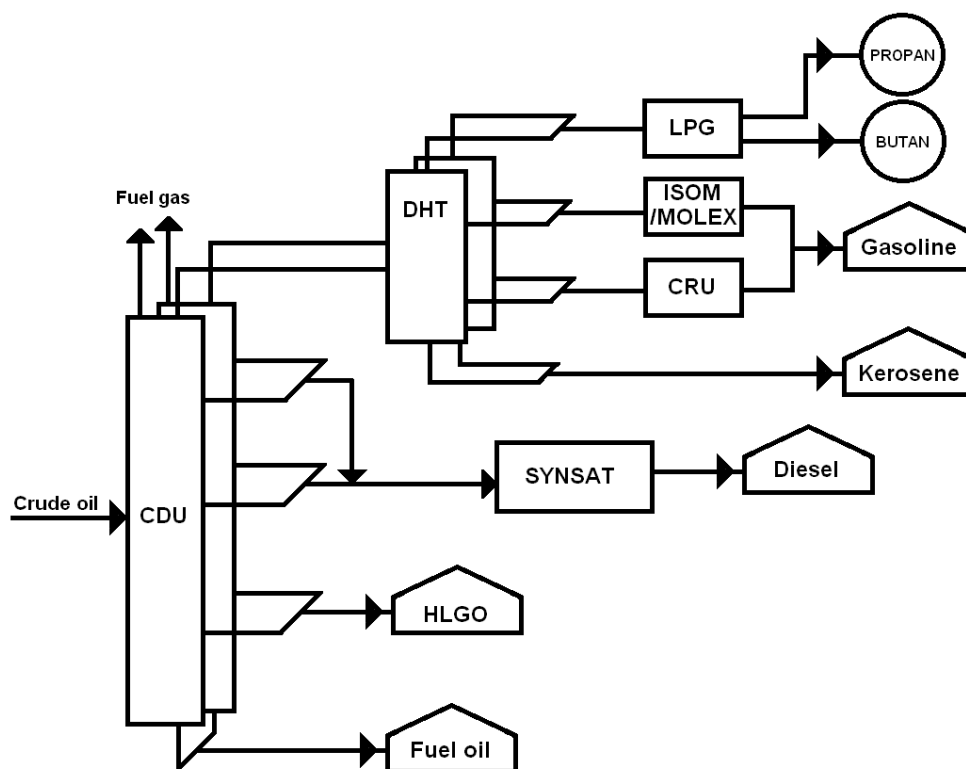 PROPAN
LPG
BUTAN
Fuel gas
DHT
ISOM
/MOLEX
Gasoline
CRU
Kerosene
SYNSAT
Diesel
Crude oil
CDU
HLGO
Fuel oil